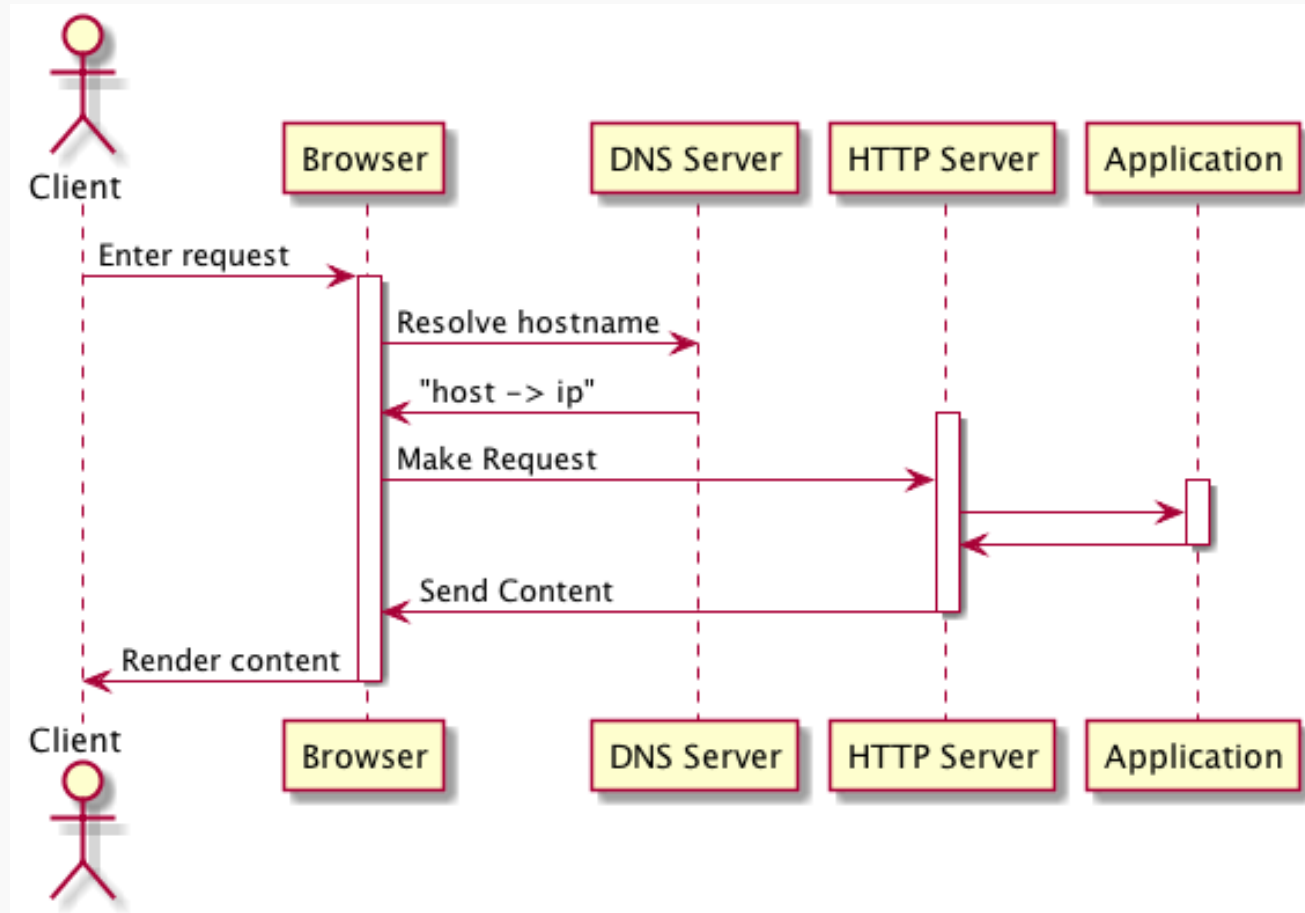 Client
Browser
DNS Server
HTTP Server
Application
Enter request
Resolve hostname
"host -> ip"
Make Request
Send Content
Render content
Client
Browser
DNS Server
HTTP Server
Application